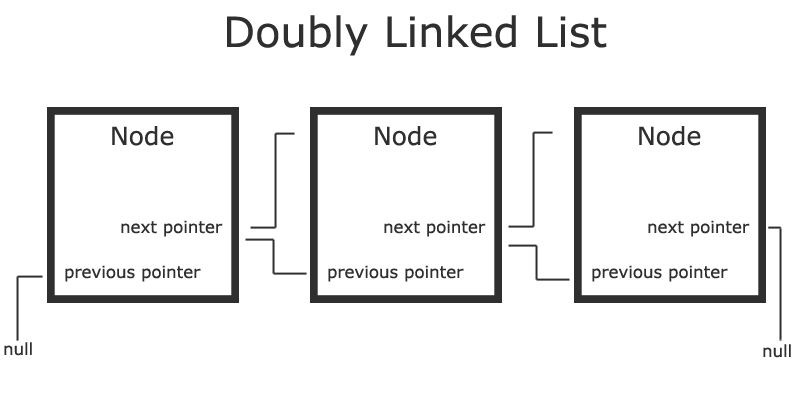 Doubly Linked List
Node
next pointer
previous pointer
null
Node
next pointer
previous pointer
Node
next pointer
previous pointer
null